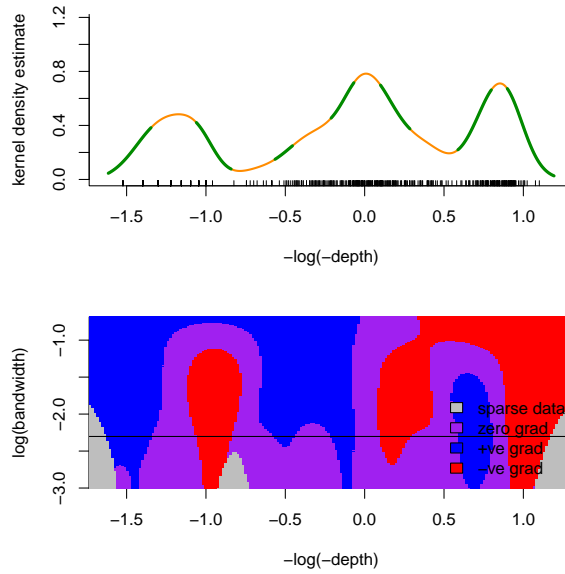 kernel density estimate
1.2
0.8
0.4
0.0
−1.5 −1.0 −0.5 0.0 0.5 1.0
−log(−depth)
log(bandwidth)
−1.0
−2.0
−3.0
sparse data
zero grad
+ve grad
−ve grad
−1.5 −1.0 −0.5 0.0 0.5 1.0
−log(−depth)